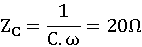 Z_C = 1/(C. ω) = 20Ω